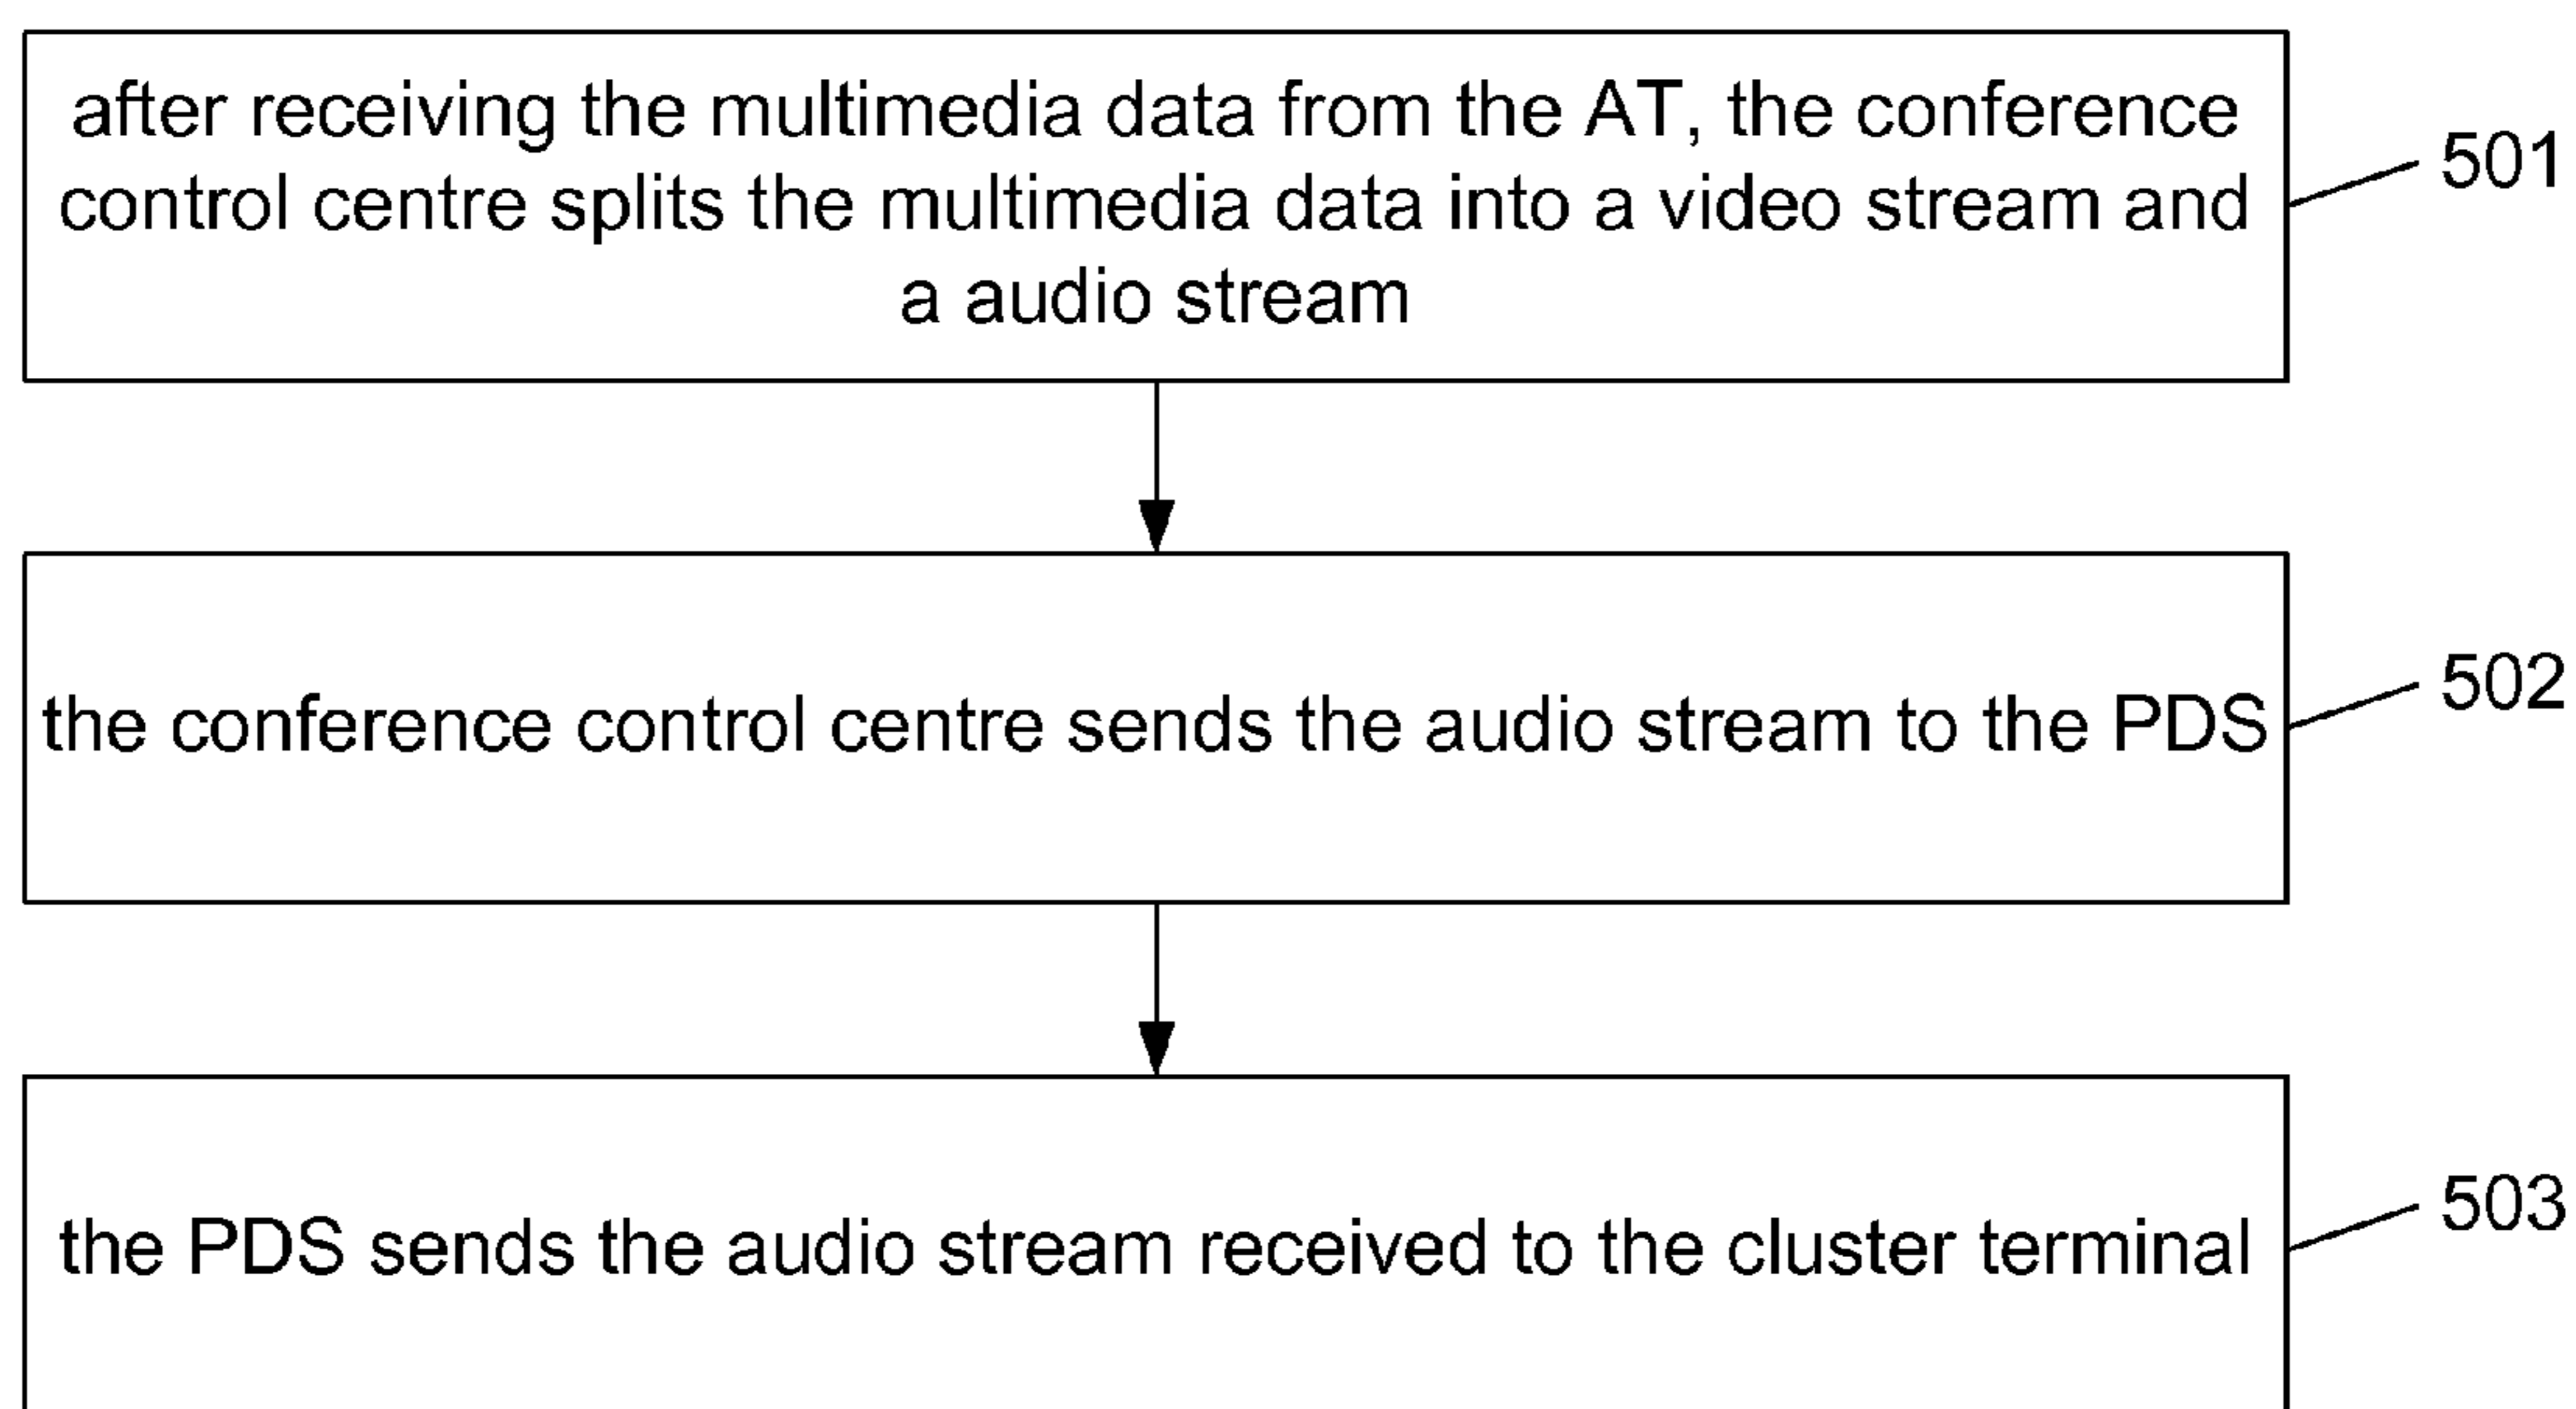 after receiving the multimedia data from the AT, the conference
control centre splits the multimedia data into a video stream and
a audio stream
501
the conference control centre sends the audio stream to the PDS
502
the PDS sends the audio stream received to the cluster terminal
503